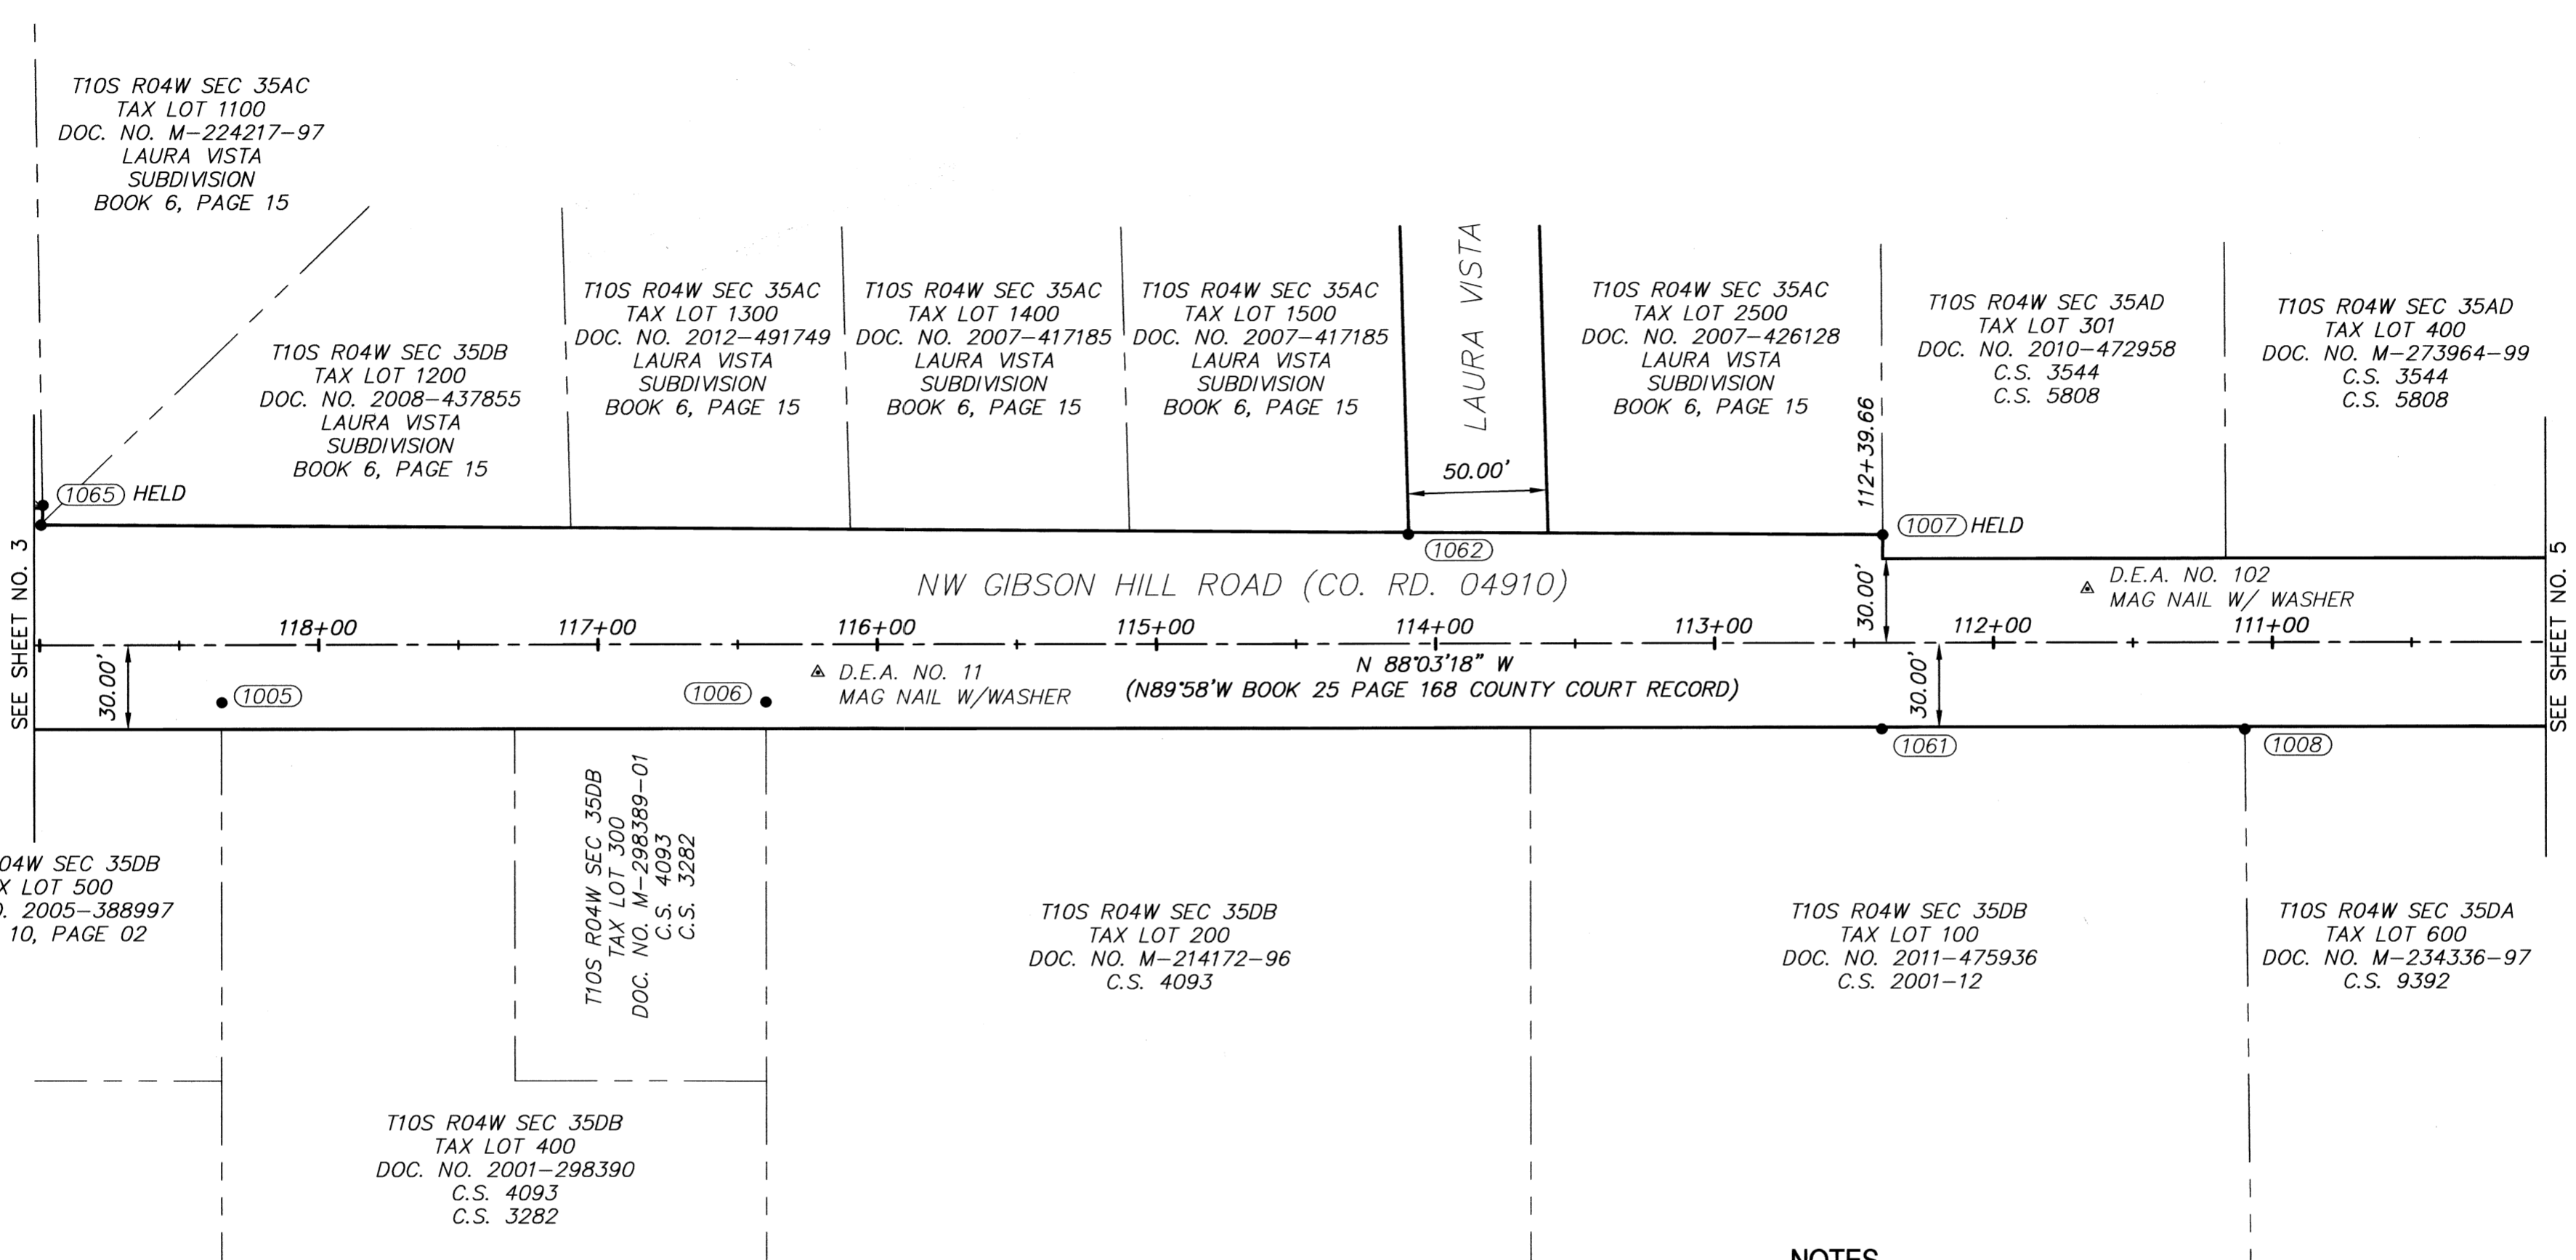 T10S R04W SEC 35AC
TAX LOT 1100
DOC. NO. M-224217-97
LAURA VISTA
SUBDIVISION
BOOK 6, PAGE 15
T10S R04W SEC 35DB
TAX LOT 1200
DOC. NO. 2008-437855
LAURA VISTA
SUBDIVISION
BOOK 6, PAGE 15
T10S R04W SEC 35AC
TAX LOT 1300
DOC. NO. 2012-491749
LAURA VISTA
SUBDIVISION
BOOK 6, PAGE 15
T10S R04W SEC 35AC
TAX LOT 1400
DOC. NO. 2007-417185
LAURA VISTA
SUBDIVISION
BOOK 6, PAGE 15
T10S R04W SEC 35AC
TAX LOT 1500
DOC. NO. 2007-417185
LAURA VISTA
SUBDIVISION
BOOK 6, PAGE 15
LAURA VISTA
50.00'
T10S R04W SEC 35AC
TAX LOT 2500
DOC. NO. 2007-426128
LAURA VISTA
SUBDIVISION
BOOK 6, PAGE 15
112+39.66
T10S R04W SEC 35AD
TAX LOT 301
DOC. NO. 2010-472958
C.S. 3544
C.S. 5808
T10S R04W SEC 35AD
TAX LOT 400
DOC. NO. M-273964-99
C.S. 3544
C.S. 5808
1065 HELD
1062
1007 HELD
SEE SHEET NO. 3
NW GIBSON HILL ROAD (CO. RD. 04910)
30.00'
D.E.A. NO. 102
MAG NAIL W/ WASHER
SEE SHEET NO. 5
118+00
117+00
116+00
115+00
114+00
113+00
112+00
111+00
30.00'
1005
1006
D.E.A. NO. 11
MAG NAIL W/WASHER
N 88°03'18" W
(N89°58'W BOOK 25 PAGE 168 COUNTY COURT RECORD)
30.00'
1061
1008
04W SEC 35DB
X LOT 500
. 2005-388997
10, PAGE 02
T10S R04W SEC 35DB
TAX LOT 300
DOC. NO. M-298389-01
C.S. 4093
C.S. 3282
T10S R04W SEC 35DB
TAX LOT 200
DOC. NO. M-214172-96
C.S. 4093
T10S R04W SEC 35DB
TAX LOT 100
DOC. NO. 2011-475936
C.S. 2001-12
T10S R04W SEC 35DA
TAX LOT 600
DOC. NO. M-234336-97
C.S. 9392
T10S R04W SEC 35DB
TAX LOT 400
DOC. NO. 2001-298390
C.S. 4093
C.S. 3282
NOTES